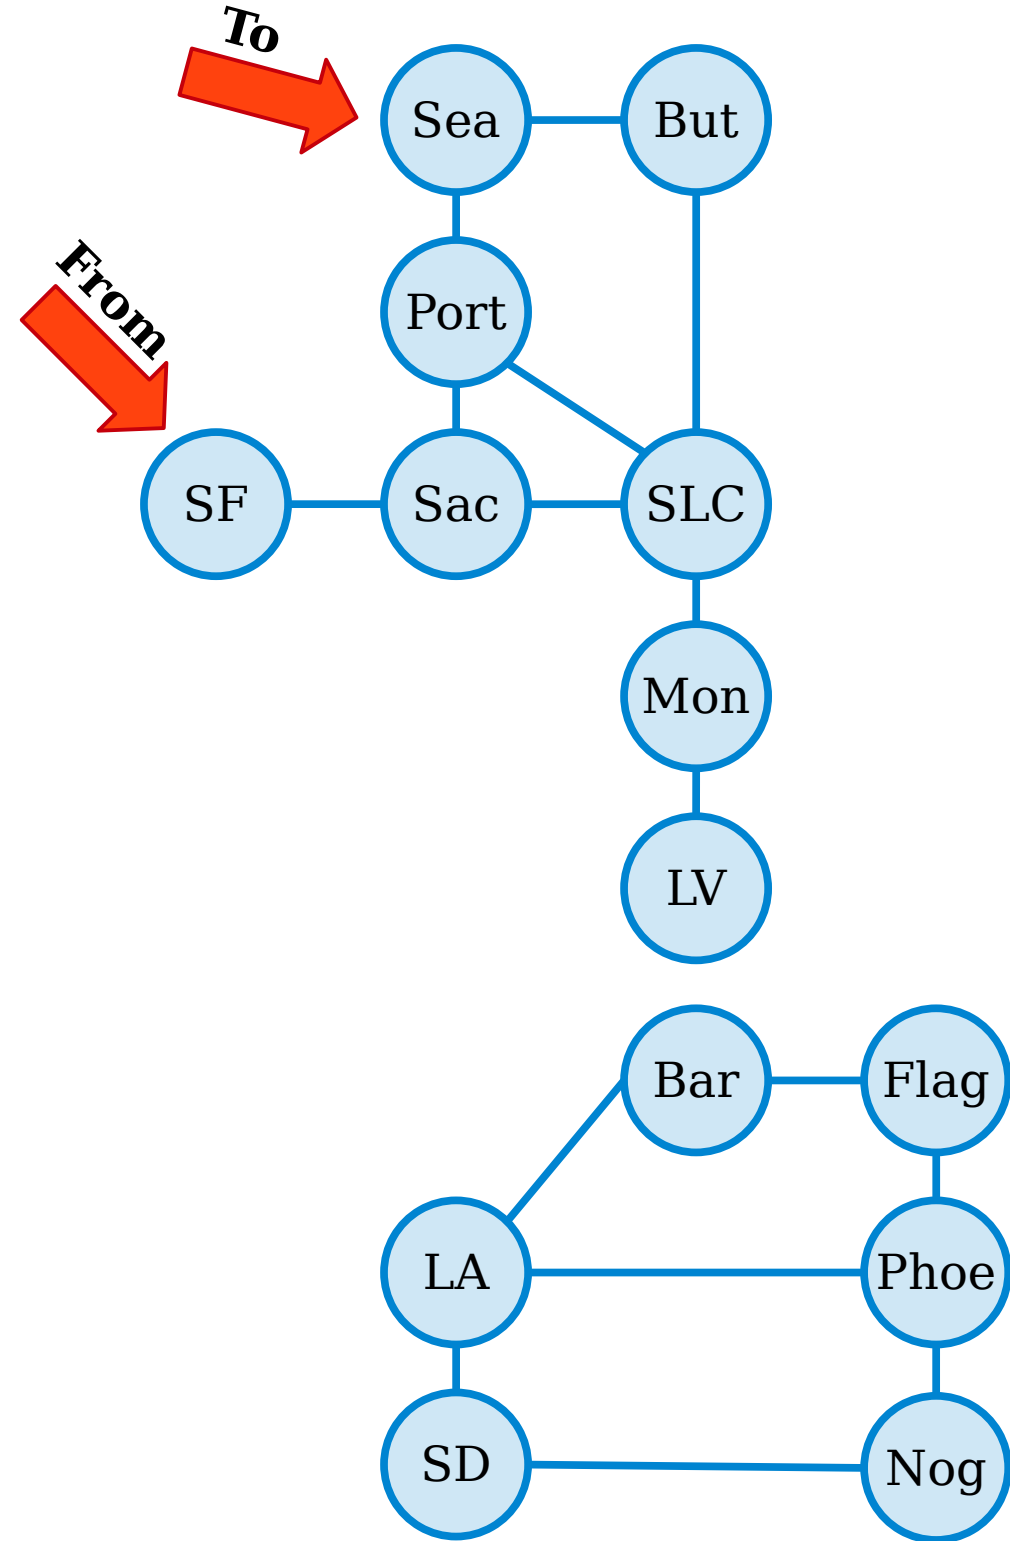 To
Sea
But
From
Port
SF
Sac
SLC
Mon
LV
Bar
Flag
LA
Phoe
SD
Nog